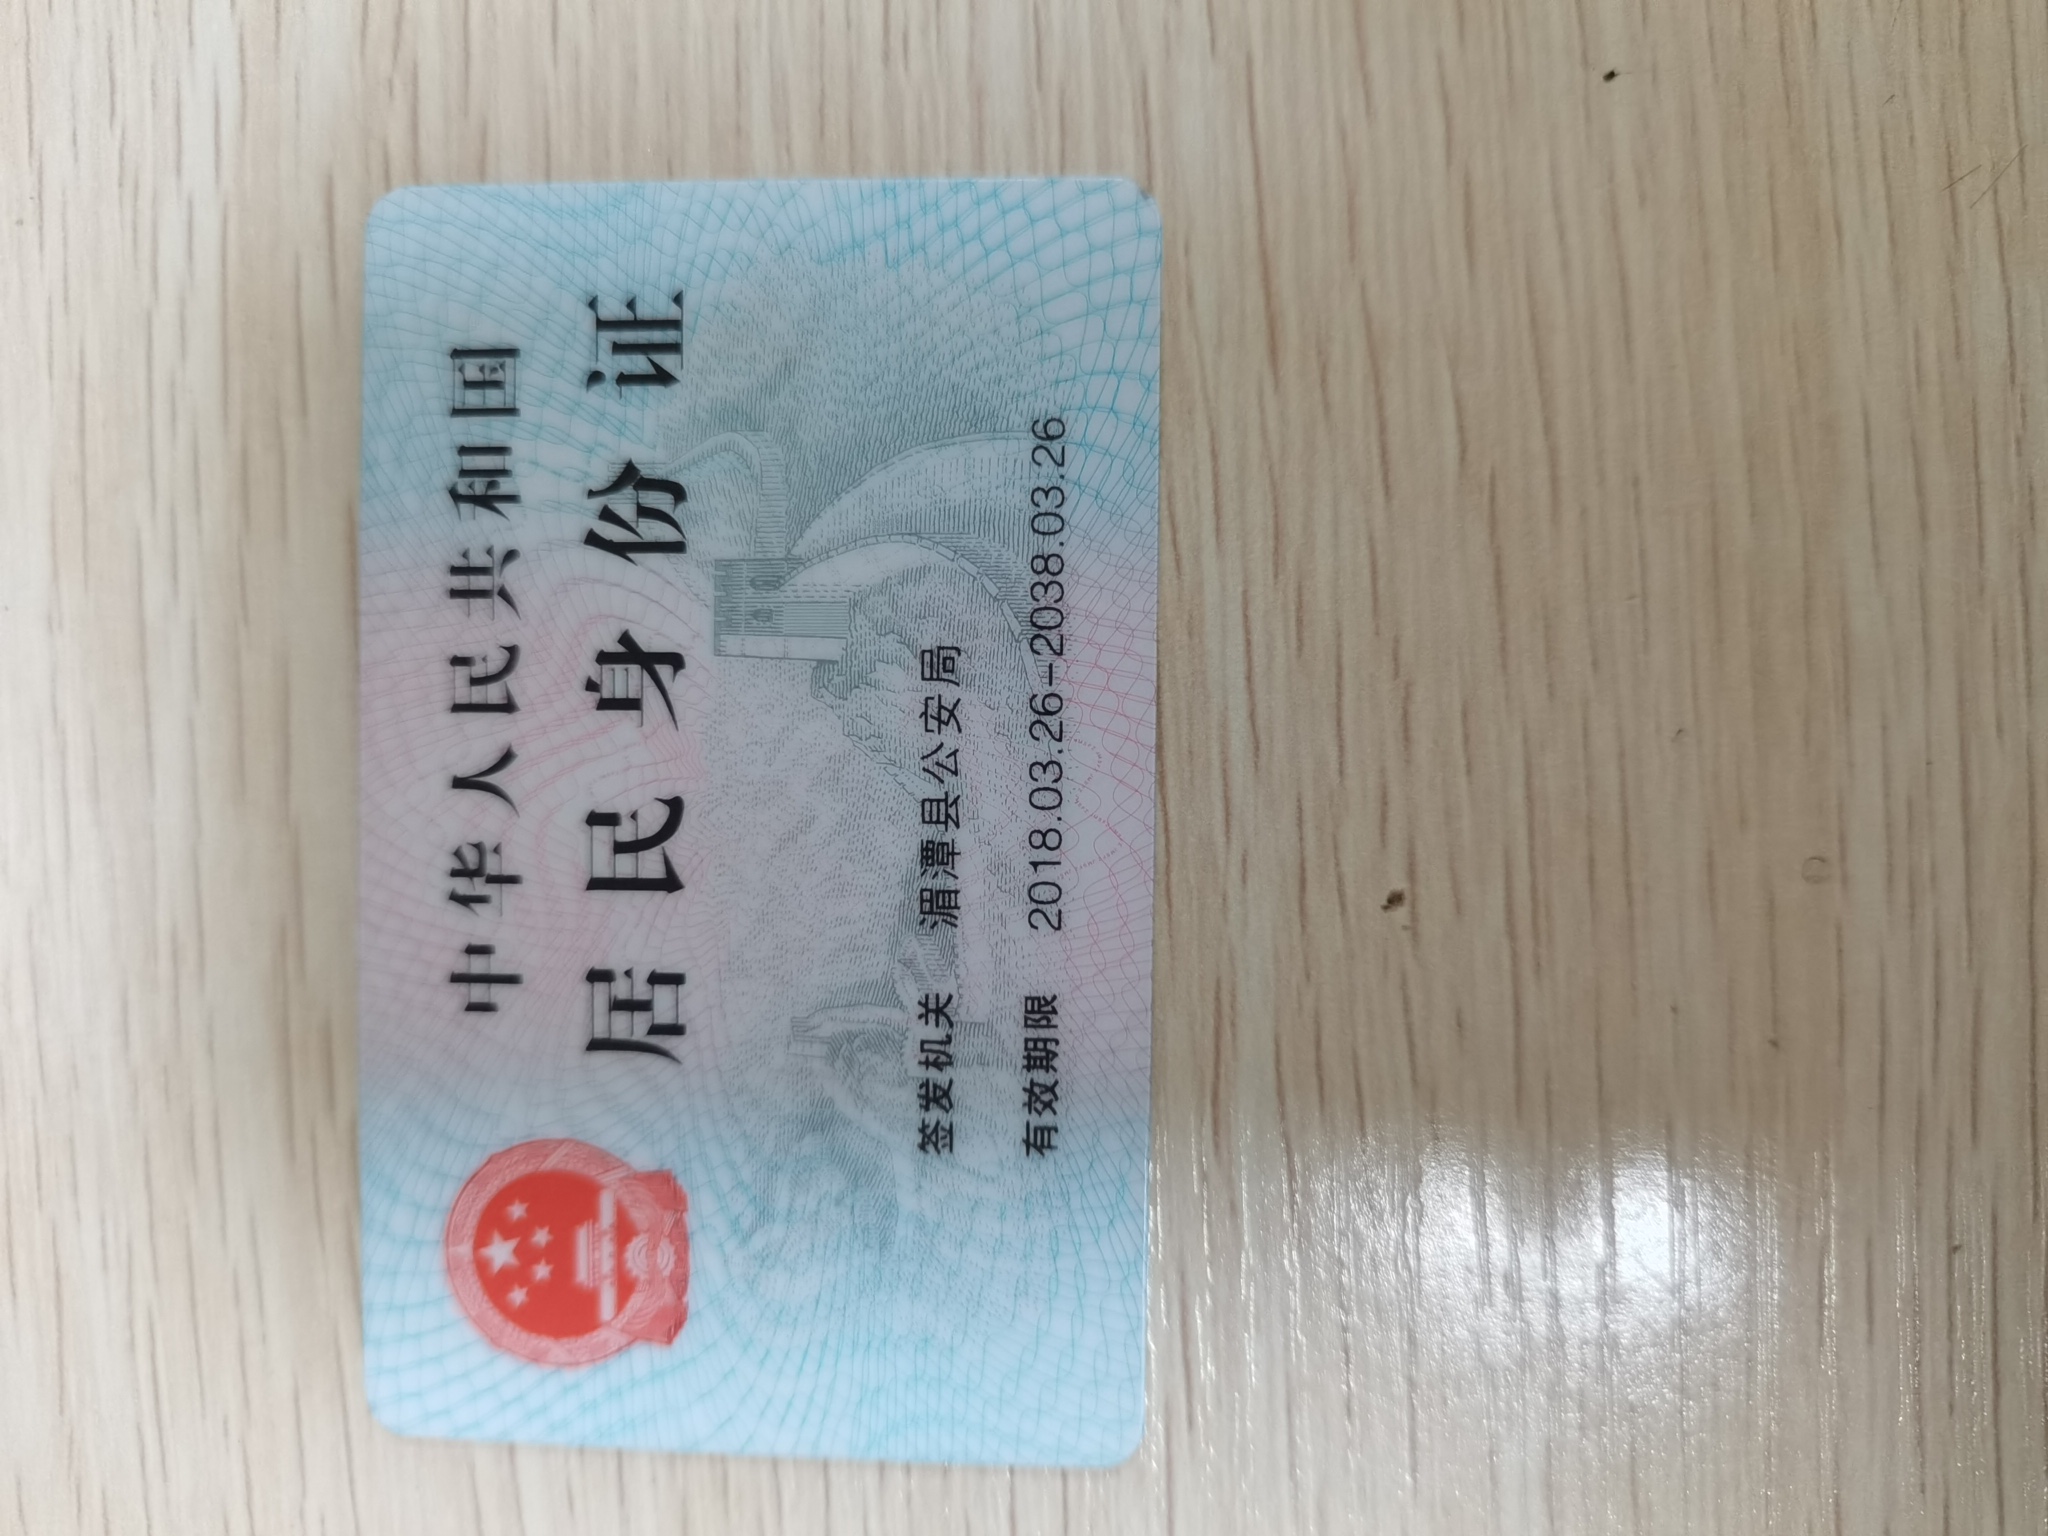 中华人民共和国
居民身份证
签发机关 湄潭县公安局
有效期限 2018.03.26-2038.03.26